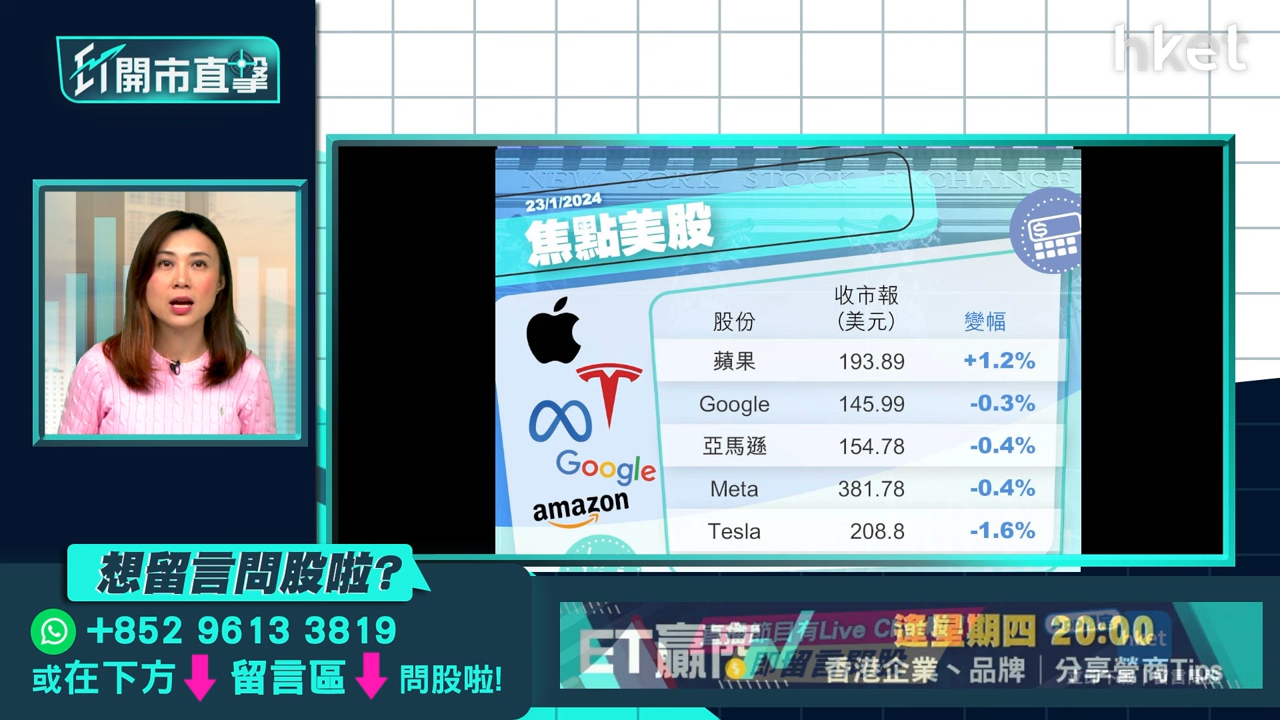 ET開市直擊
hket
NEW YORK STOCK EXCHANGE
23/1/2024
焦點美股
股份
收市報
(美元)
變幅
蘋果 193.89 +1.2%
Google 145.99 -0.3%
亞馬遜 154.78 -0.4%
Meta 381.78 -0.4%
Tesla 208.8 -1.6%
Google
amazon
想留言問股啦?
+852 9613 3819
或在下方 留言區 問股啦!
逢星期四 20:00
香港企業、品牌｜分享營商Tips